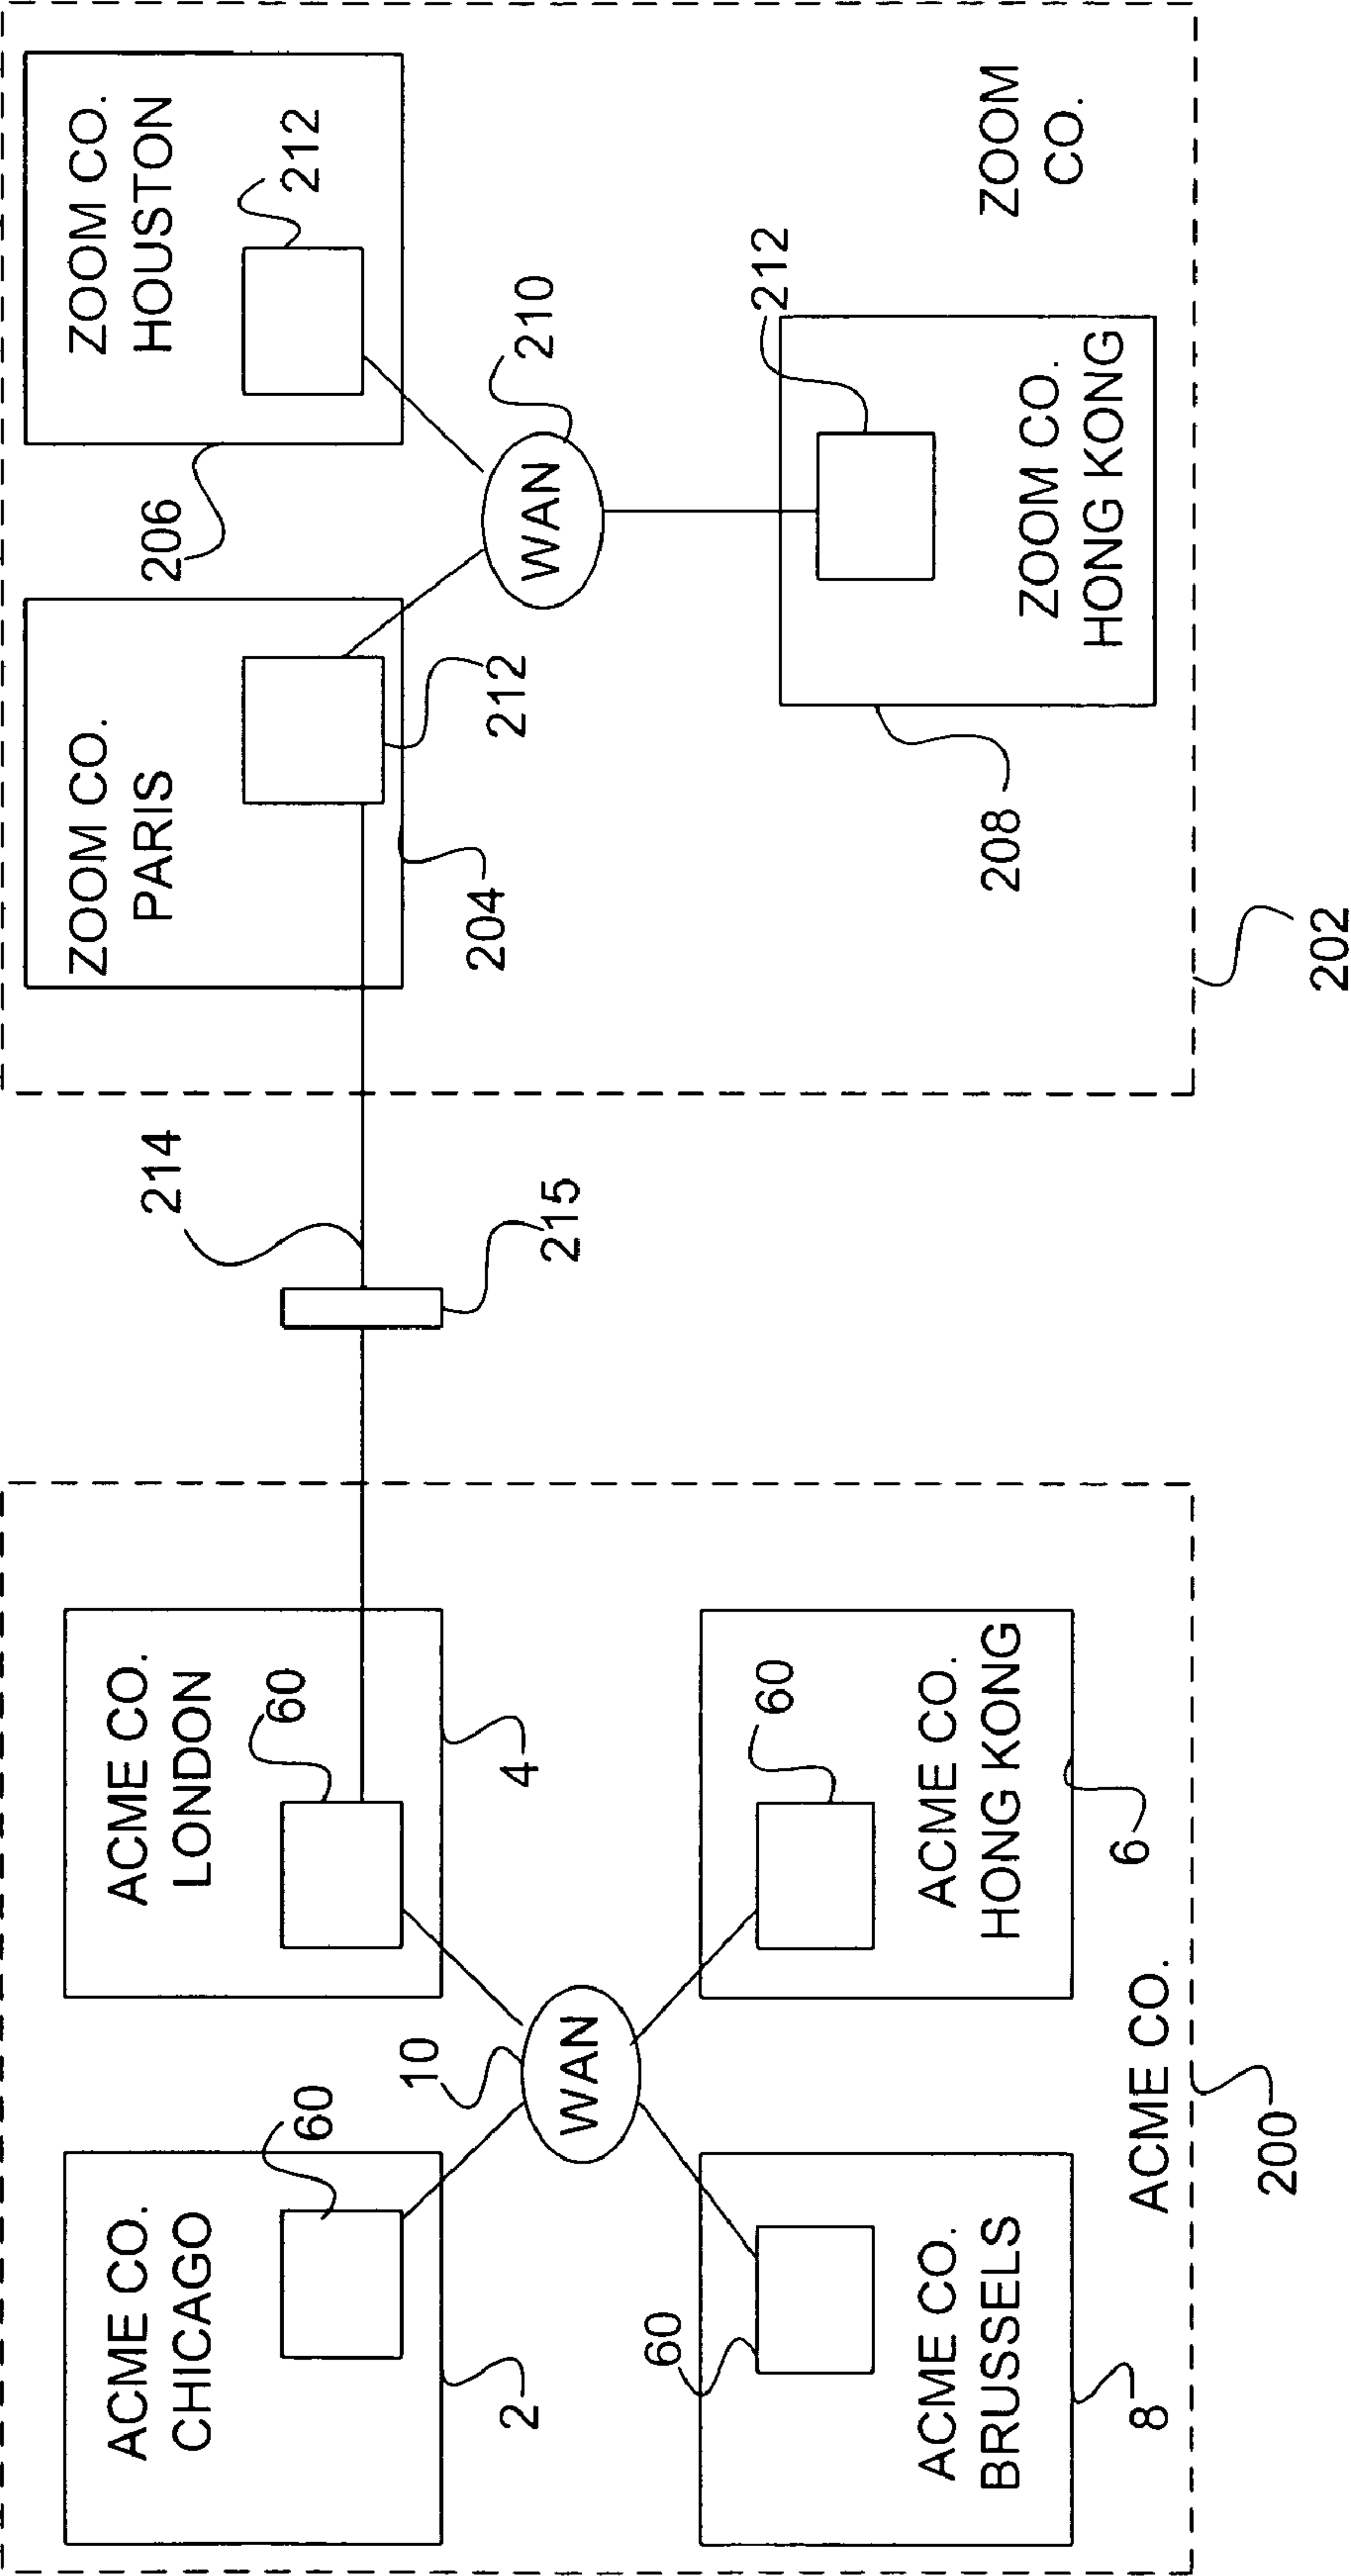 ACME CO.
CHICAGO
60
2
ACME CO.
LONDON
60
4
10
WAN
60
ACME CO.
BRUSSELS
8
60
ACME CO.
HONG KONG
6
ACME CO.
200
214
215
ZOOM CO.
PARIS
212
204
ZOOM CO.
HOUSTON
212
206
210
WAN
212
ZOOM CO.
HONG KONG
208
ZOOM
CO.
202